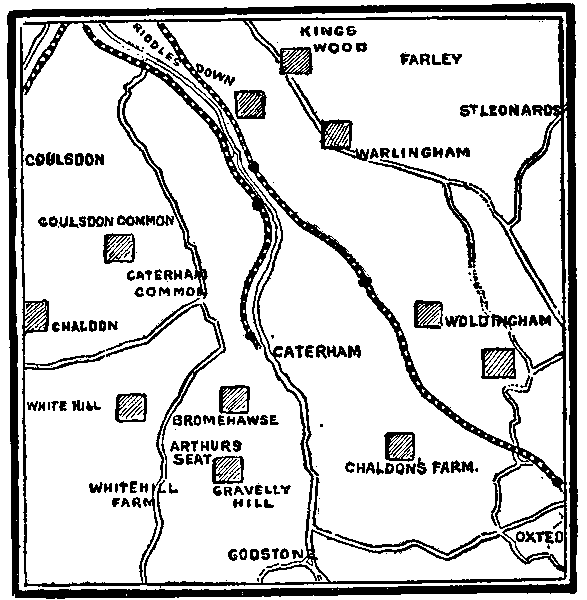 KINGS
WOOD
RIDDLES DOWN
FARLEY
ST LEONARDS
WARLINGHAM
COULSDON
COULSDON COMMON
CATERHAM
COMMON
CHALDON
WOLDINGHAM
CATERHAM
WHITE HILL
BROMEHAWSE
ARTHURS
SEAT
CHALDON'S FARM.
WHITEHILL
FARM
GRAVELLY
HILL
GODSTONE
OXTED